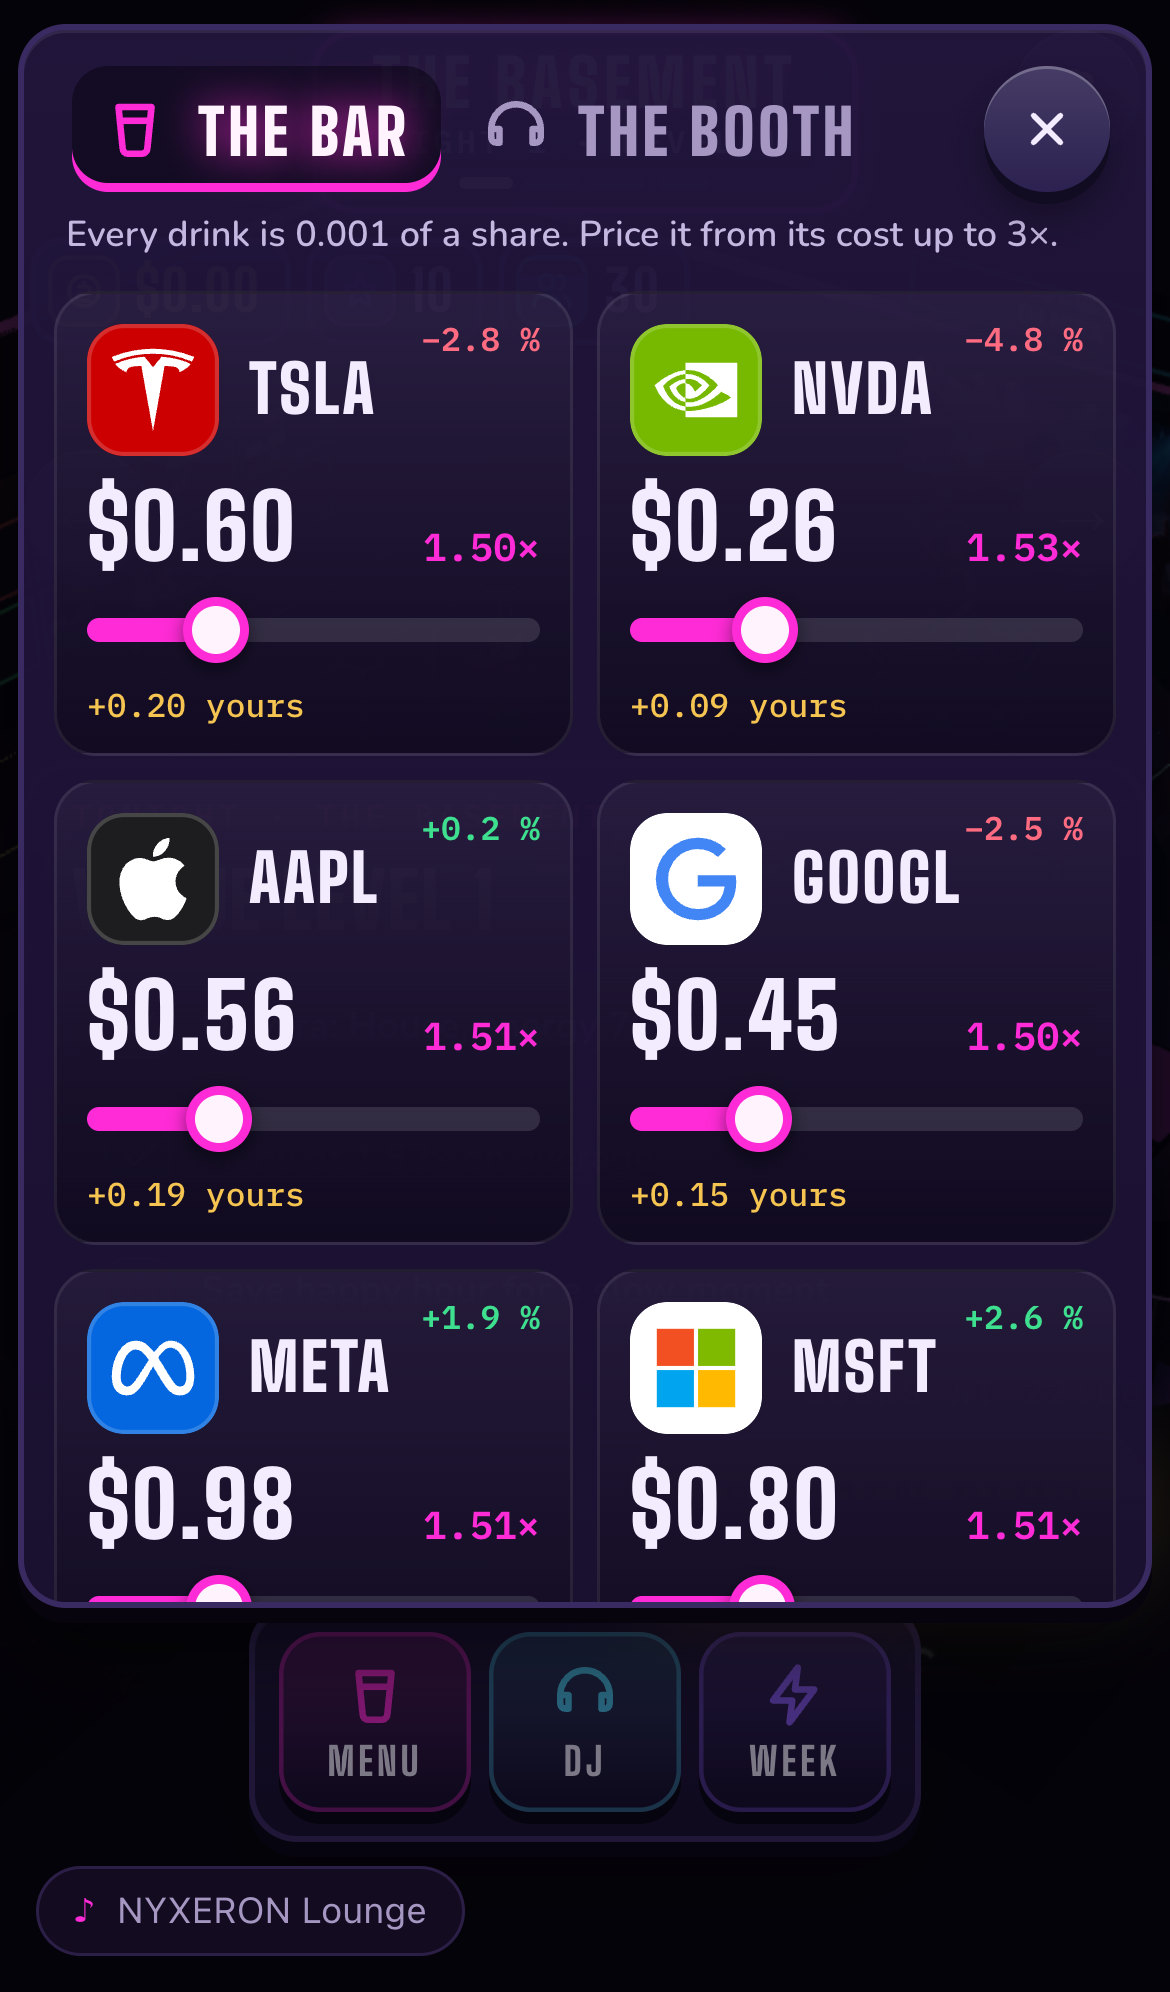 THE BAR
THE BOOTH
Every drink is 0.001 of a share. Price it from its cost up to 3×.
$0.00 10 30
TSLA −2.8 %
$0.60 1.50×
+0.20 yours
NVDA −4.8 %
$0.26 1.53×
+0.09 yours
AAPL +0.2 %
$0.56 1.51×
+0.19 yours
GOOGL −2.5 %
$0.45 1.50×
+0.15 yours
META +1.9 %
$0.98 1.51×
MSFT +2.6 %
$0.80 1.51×
MENU
DJ
WEEK
♪ NYXERON Lounge